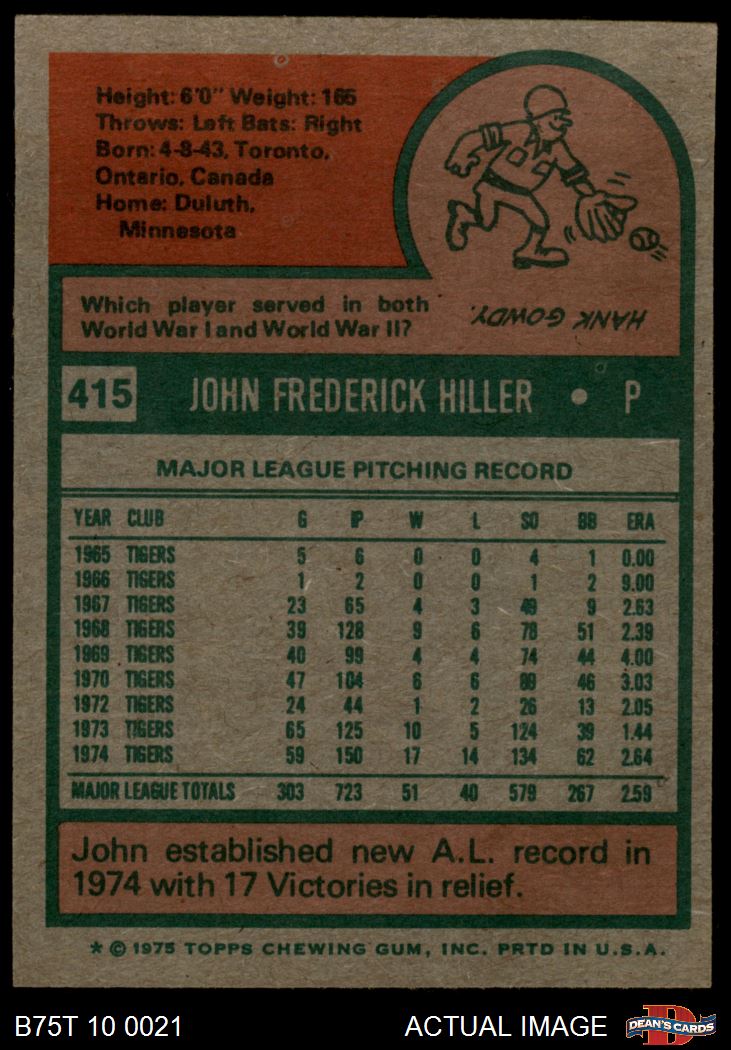 Height: 6'0" Weight: 165
Throws: Left Bats: Right
Born: 4-8-43, Toronto,
Ontario, Canada
Home: Duluth,
Minnesota
Which player served in both
World War I and World War II?
HANK GOWDY.
415 JOHN FREDERICK HILLER • P
MAJOR LEAGUE PITCHING RECORD
YEAR CLUB G IP W L SO BB ERA
1965 TIGERS 5 6 0 0 4 1 0.00
1966 TIGERS 1 2 0 0 1 2 9.00
1967 TIGERS 23 65 4 3 49 9 2.63
1968 TIGERS 39 128 9 6 78 51 2.39
1969 TIGERS 40 99 4 4 74 44 4.00
1970 TIGERS 47 104 6 6 89 46 3.03
1972 TIGERS 24 44 1 2 26 13 2.05
1973 TIGERS 65 125 10 5 124 39 1.44
1974 TIGERS 59 150 17 14 134 62 2.64
MAJOR LEAGUE TOTALS 303 723 51 40 579 267 2.59
John established new A.L. record in
1974 with 17 Victories in relief.
* © 1975 TOPPS CHEWING GUM, INC. PRTD IN U.S.A.
B75T 10 0021 ACTUAL IMAGE D DEAN'S CARDS